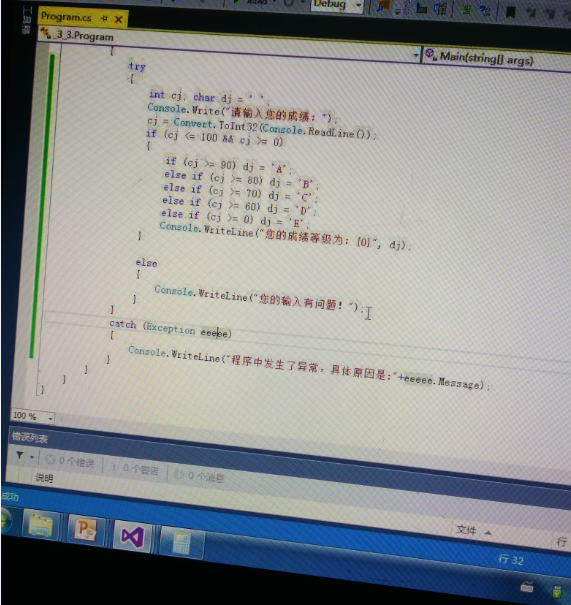 Debug
Program.cs
_3_3.Program
Main(string[] args)
{
try
{
int cj; char dj = ' ';
Console.Write("请输入您的成绩：");
cj = Convert.ToInt32(Console.ReadLine());
if (cj <= 100 && cj >= 0)
{
if (cj >= 90) dj = 'A';
else if (cj >= 80) dj = 'B';
else if (cj >= 70) dj = 'C';
else if (cj >= 60) dj = 'D';
else if (cj >= 0) dj = 'E';
Console.WriteLine("您的成绩等级为：{0}", dj);
}
else
{
Console.WriteLine("您的输入有问题！");
}
}
catch (Exception eeeee)
{
Console.WriteLine("程序中发生了异常，具体原因是:"+eeeee.Message);
}
}
}
}
100 %
错误列表
0 个错误
0 个警告
0 个消息
说明
文件
行
成功
行 32